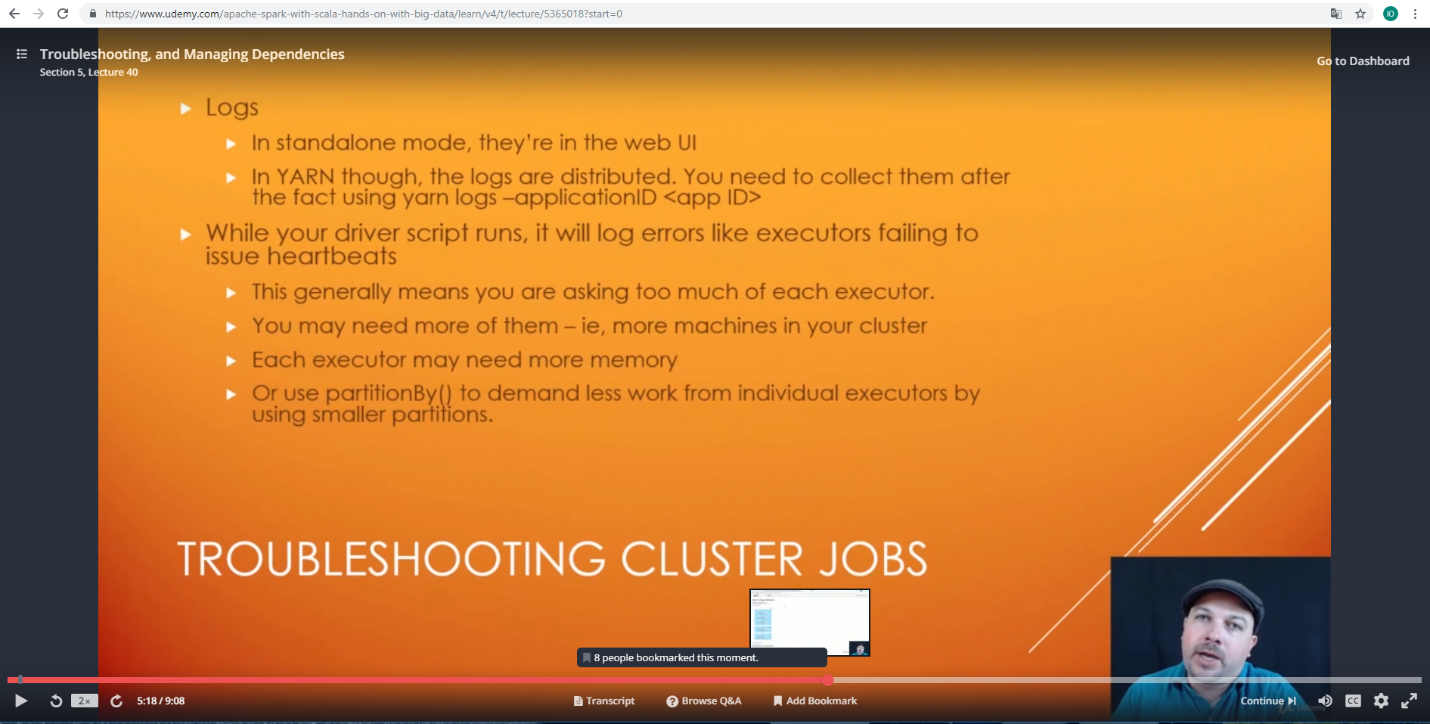 https://www.udemy.com/apache-spark-with-scala-hands-on-with-big-data/learn/v4/t/lecture/5365018?start=0
IO
Troubleshooting, and Managing Dependencies
Section 5, Lecture 40
Go to Dashboard
Logs
In standalone mode, they're in the web UI
In YARN though, the logs are distributed. You need to collect them after
the fact using yarn logs –applicationID <app ID>
While your driver script runs, it will log errors like executors failing to
issue heartbeats
This generally means you are asking too much of each executor.
You may need more of them – ie, more machines in your cluster
Each executor may need more memory
Or use partitionBy() to demand less work from individual executors by
using smaller partitions.
TROUBLESHOOTING CLUSTER JOBS
8 people bookmarked this moment.
2x
5:18 / 9:08
Transcript
Browse Q&A
Add Bookmark
Continue
CC